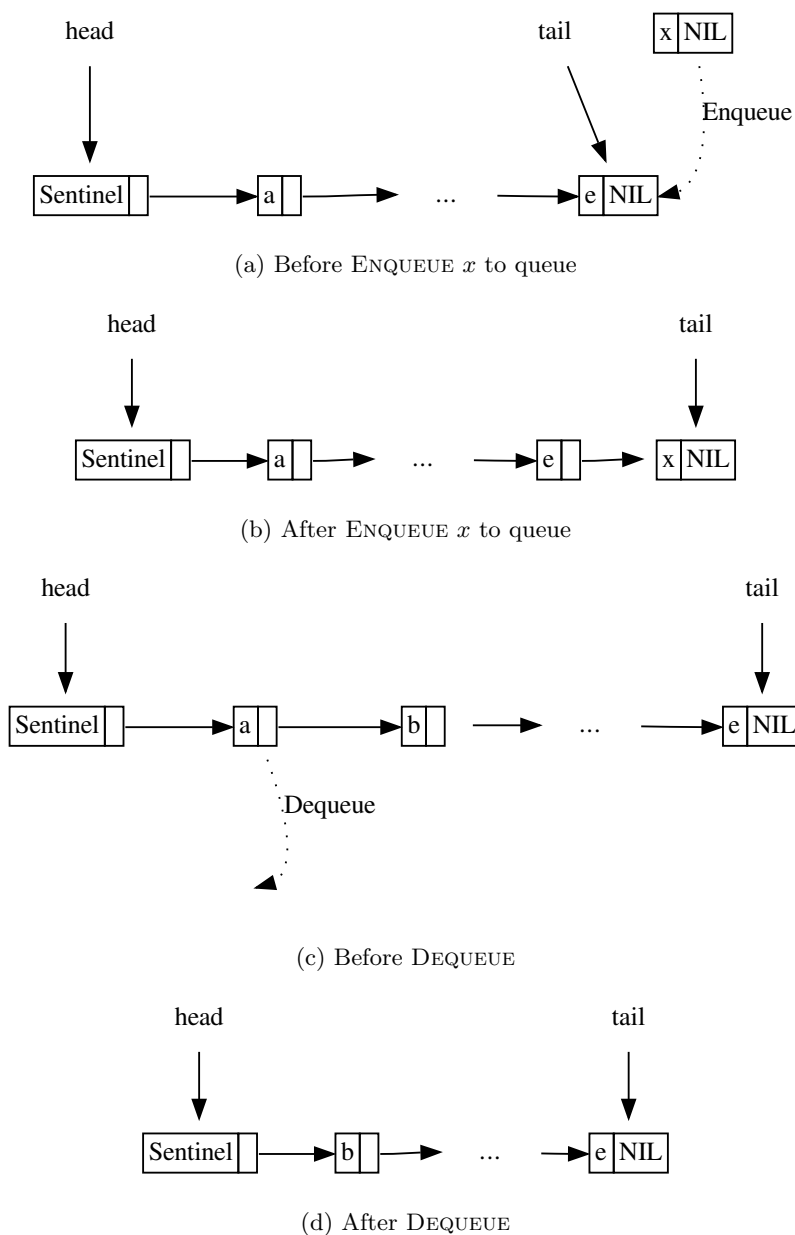 head tail x NIL
Enqueue
Sentinel a ... e NIL
(a) Before ENQUEUE x to queue
head tail
Sentinel a ... e x NIL
(b) After ENQUEUE x to queue
head tail
Sentinel a b ... e NIL
Dequeue
(c) Before DEQUEUE
head tail
Sentinel b ... e NIL
(d) After DEQUEUE